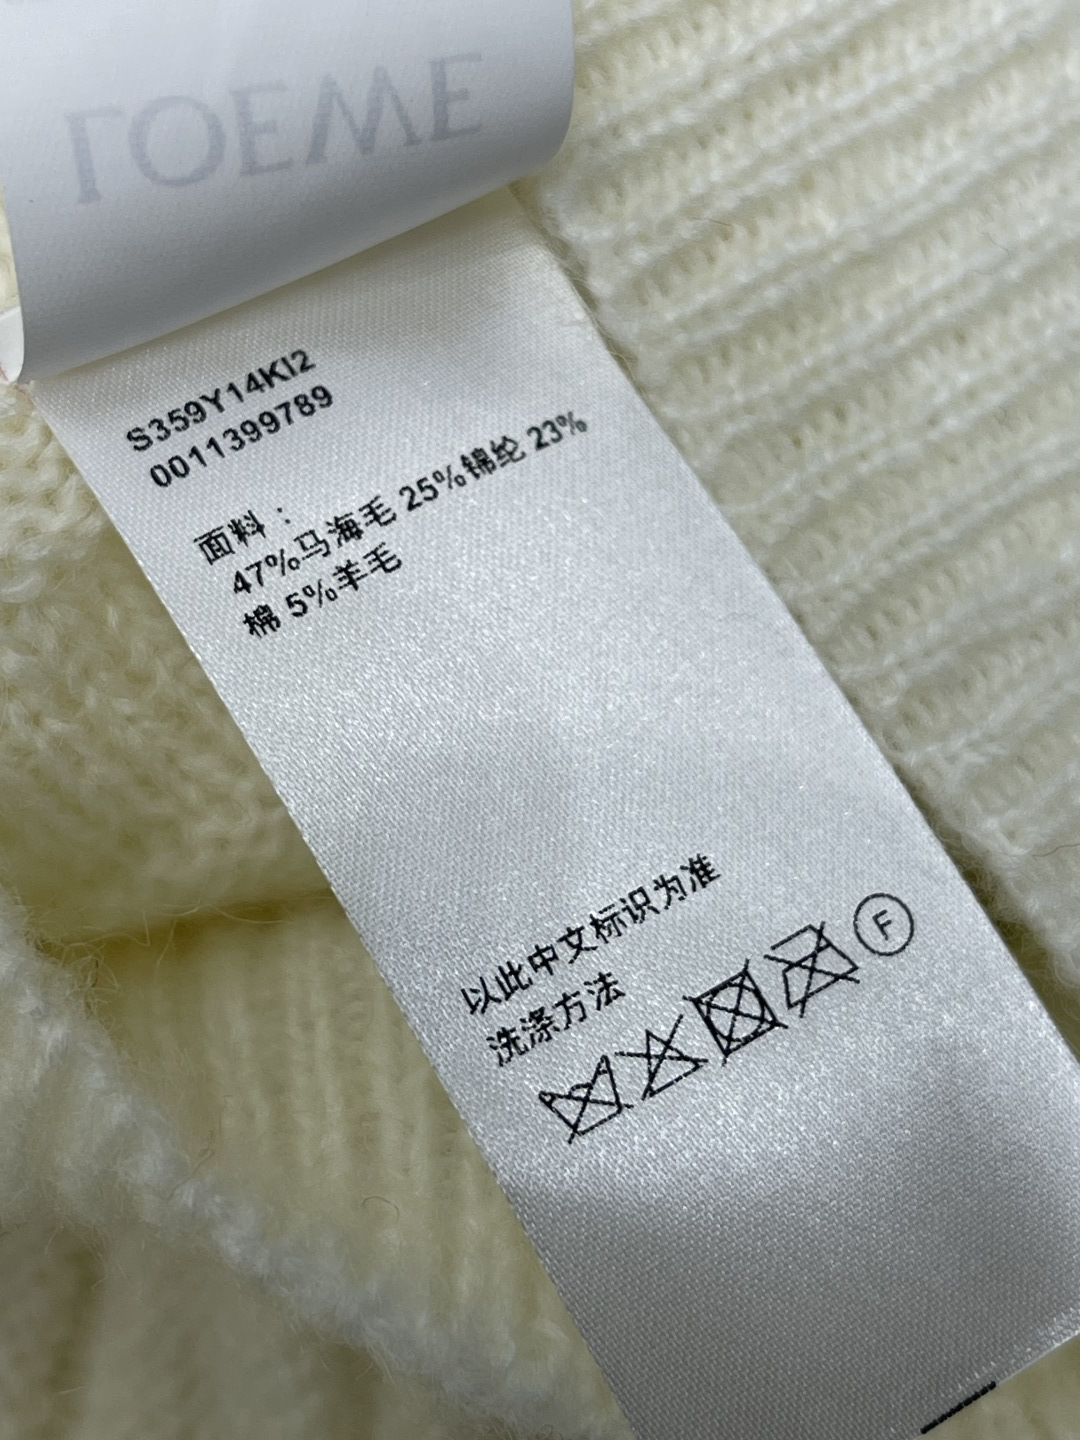 LOEWE
S359Y14KI2
0011399789
面料：
47%马海毛 25%锦纶 23%
棉 5%羊毛
以此中文标识为准
洗涤方法
F